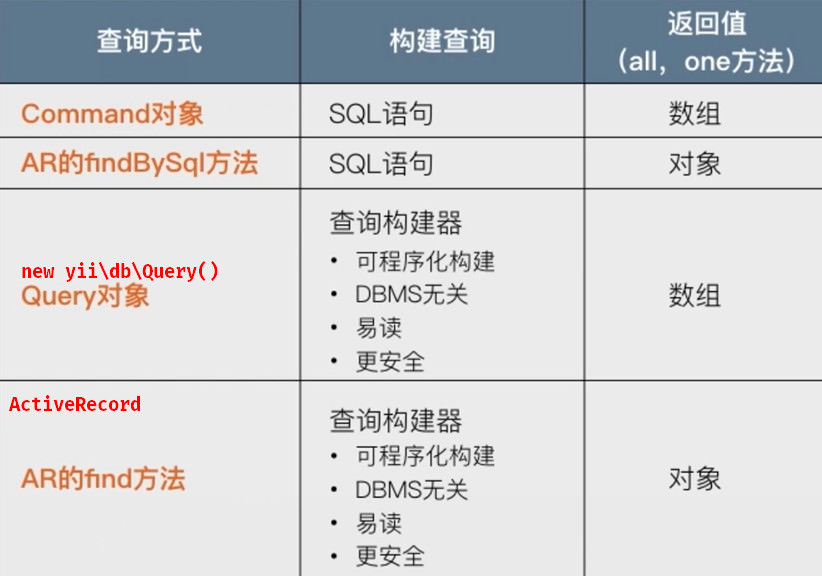 查询方式
构建查询
返回值
（all，one方法）
Command对象
SQL语句
数组
AR的findBySql方法
SQL语句
对象
new yii\db\Query()
Query对象
查询构建器
• 可程序化构建
• DBMS无关
• 易读
• 更安全
数组
ActiveRecord
AR的find方法
查询构建器
• 可程序化构建
• DBMS无关
• 易读
• 更安全
对象